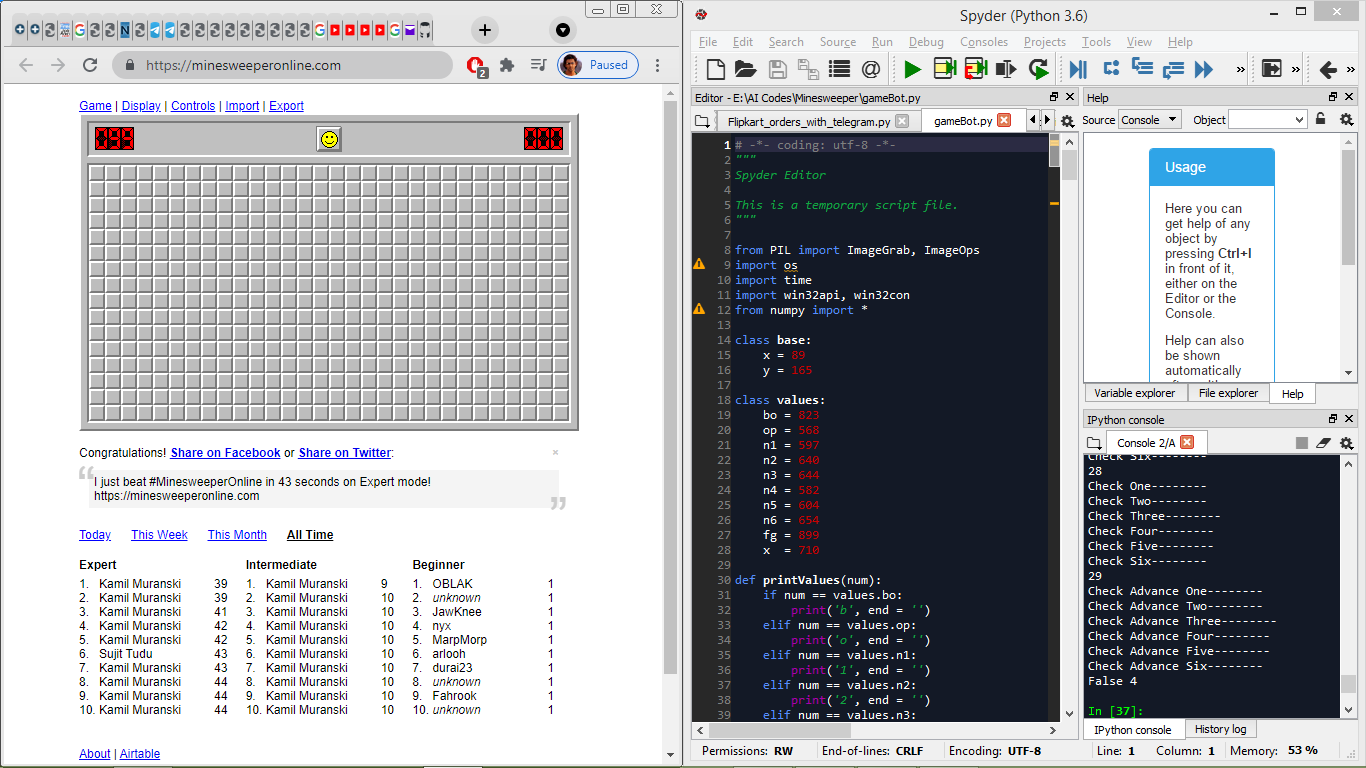 2
https://minesweeperonline.com
Paused
Game | Display | Controls | Import | Export
Congratulations! Share on Facebook or Share on Twitter: ×
“ I just beat #MinesweeperOnline in 43 seconds on Expert mode!
https://minesweeperonline.com ”
Today This Week This Month All Time
Expert Intermediate Beginner
1. Kamil Muranski 39 1. Kamil Muranski 9 1. OBLAK 1
2. Kamil Muranski 39 2. Kamil Muranski 10 2. unknown 1
3. Kamil Muranski 41 3. Kamil Muranski 10 3. JawKnee 1
4. Kamil Muranski 42 4. Kamil Muranski 10 4. nyx 1
5. Kamil Muranski 42 5. Kamil Muranski 10 5. MarpMorp 1
6. Sujit Tudu 43 6. Kamil Muranski 10 6. arlooh 1
7. Kamil Muranski 43 7. Kamil Muranski 10 7. durai23 1
8. Kamil Muranski 44 8. Kamil Muranski 10 8. unknown 1
9. Kamil Muranski 44 9. Kamil Muranski 10 9. Fahrook 1
10. Kamil Muranski 44 10. Kamil Muranski 10 10. unknown 1
About | Airtable
Spyder (Python 3.6)
File Edit Search Source Run Debug Consoles Projects Tools View Help
Editor - E:\AI Codes\Minesweeper\gameBot.py
Flipkart_orders_with_telegram.py gameBot.py
1 # -*- coding: utf-8 -*-
2 """
3 Spyder Editor
4
5 This is a temporary script file.
6 """
7
8 from PIL import ImageGrab, ImageOps
9 import os
10 import time
11 import win32api, win32con
12 from numpy import *
13
14 class base:
15 x = 89
16 y = 165
17
18 class values:
19 bo = 823
20 op = 568
21 n1 = 597
22 n2 = 640
23 n3 = 644
24 n4 = 502
25 n5 = 604
26 n6 = 654
27 fg = 899
28 x = 710
29
30 def printValues(num):
31 if num == values.bo:
32 print('b', end = '')
33 elif num == values.op:
34 print('o', end = '')
35 elif num == values.n1:
36 print('1', end = '')
37 elif num == values.n2:
38 print('2', end = '')
39 elif num == values.n3:
Permissions: RW End-of-lines: CRLF Encoding: UTF-8 Line: 1 Column: 1 Memory: 53 %
Help
Source Console Object
Usage
Here you can
get help of any
object by
pressing Ctrl+I
in front of it,
either on the
Editor or the
Console.
Help can also
be shown
automatically
Variable explorer File explorer Help
IPython console
Console 2/A
Check Six--------
28
Check One--------
Check Two--------
Check Three--------
Check Four--------
Check Five--------
Check Six--------
29
Check Advance One--------
Check Advance Two--------
Check Advance Three--------
Check Advance Four--------
Check Advance Five--------
Check Advance Six--------
False 4
In [37]:
IPython console History log